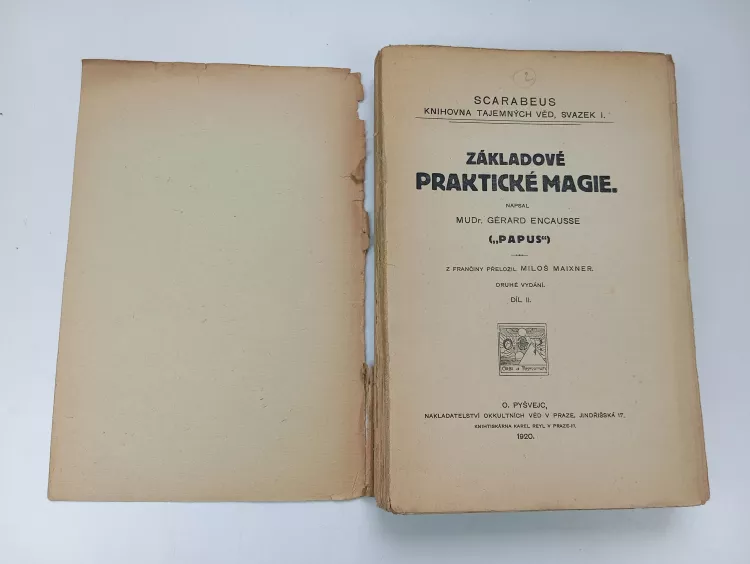 2.
SCARABEUS
KNIHOVNA TAJEMNÝCH VĚD, SVAZEK I.
ZÁKLADOVÉ
PRAKTICKÉ MAGIE.
NAPSAL
MUDr. GÉRARD ENCAUSSE
(„PAPUS“)
Z FRANČINY PŘELOŽIL MILOŠ MAIXNER.
DRUHÉ VYDÁNÍ.
DÍL II.
O. PYŠVEJC,
NAKLADATELSTVÍ OKKULTNÍCH VĚD V PRAZE, JINDŘIŠSKÁ 17.
KNIHTISKÁRNA KAREL REYL V PRAZE-II.
1920.